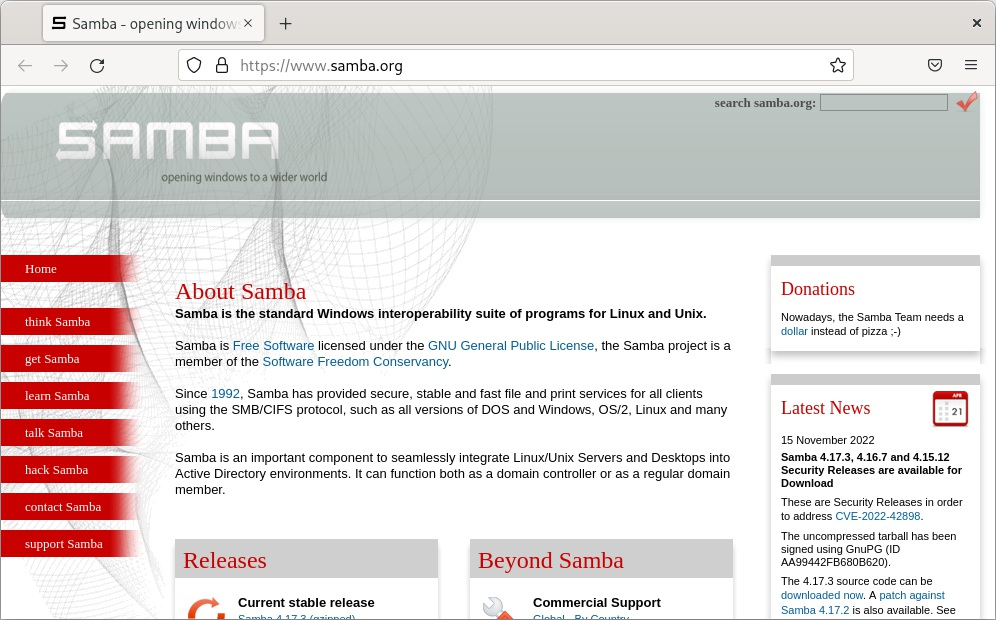 Samba - opening window
https://www.samba.org
search samba.org:
SAMBA
opening windows to a wider world
Home
think Samba
get Samba
learn Samba
talk Samba
hack Samba
contact Samba
support Samba
About Samba
Samba is the standard Windows interoperability suite of programs for Linux and Unix.
Samba is Free Software licensed under the GNU General Public License, the Samba project is a
member of the Software Freedom Conservancy.
Since 1992, Samba has provided secure, stable and fast file and print services for all clients
using the SMB/CIFS protocol, such as all versions of DOS and Windows, OS/2, Linux and many
others.
Samba is an important component to seamlessly integrate Linux/Unix Servers and Desktops into
Active Directory environments. It can function both as a domain controller or as a regular domain
member.
Releases
Current stable release
Samba 4.17.3 (gzipped)
Beyond Samba
Commercial Support
Global - By Country
Donations
Nowadays, the Samba Team needs a
dollar instead of pizza ;-)
Latest News
APR
21
15 November 2022
Samba 4.17.3, 4.16.7 and 4.15.12
Security Releases are available for
Download
These are Security Releases in order
to address CVE-2022-42898.
The uncompressed tarball has been
signed using GnuPG (ID
AA99442FB680B620).
The 4.17.3 source code can be
downloaded now. A patch against
Samba 4.17.2 is also available. See